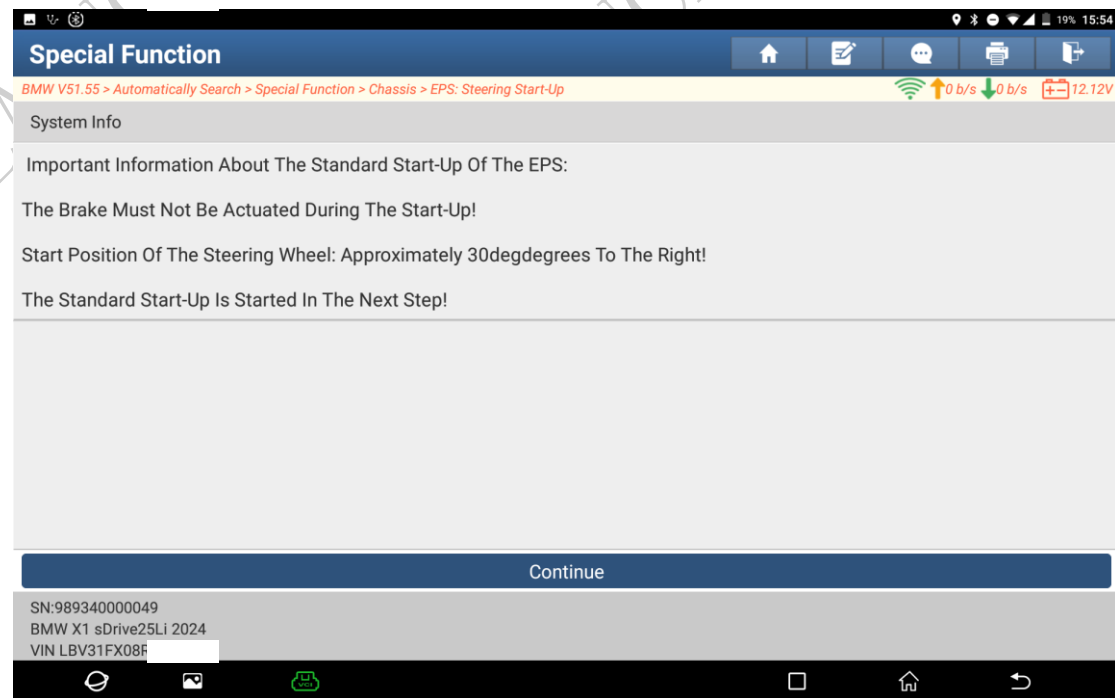 19% 15:54
Special Function
BMW V51.55 > Automatically Search > Special Function > Chassis > EPS: Steering Start-Up
0 b/s 0 b/s 12.12V
System Info
Important Information About The Standard Start-Up Of The EPS:
The Brake Must Not Be Actuated During The Start-Up!
Start Position Of The Steering Wheel: Approximately 30degdegrees To The Right!
The Standard Start-Up Is Started In The Next Step!
Continue
SN:989340000049
BMW X1 sDrive25Li 2024
VIN LBV31FX08R
VCI